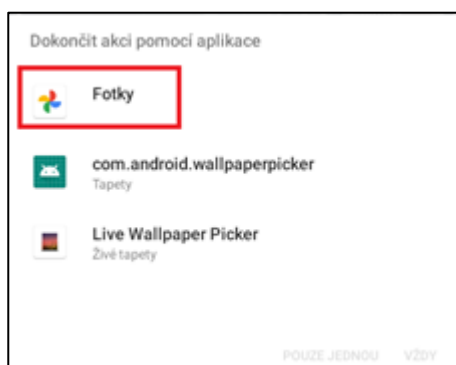 Dokončit akci pomocí aplikace
Fotky
com.android.wallpaperpicker
Tapety
Live Wallpaper Picker
Živé tapety
POUZE JEDNOU VŽDY